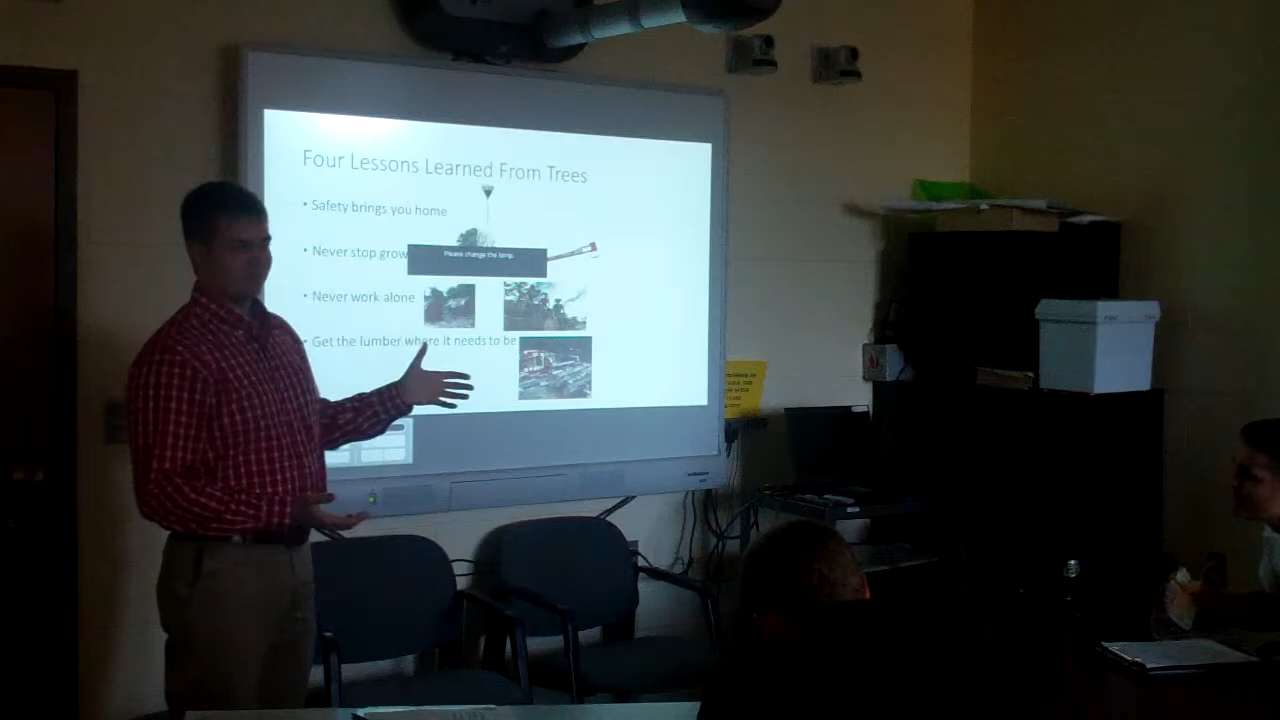 Four Lessons Learned From Trees
• Safety brings you home
• Never stop grow
Please change the lamp.
• Never work alone
• Get the lumber where it needs to be